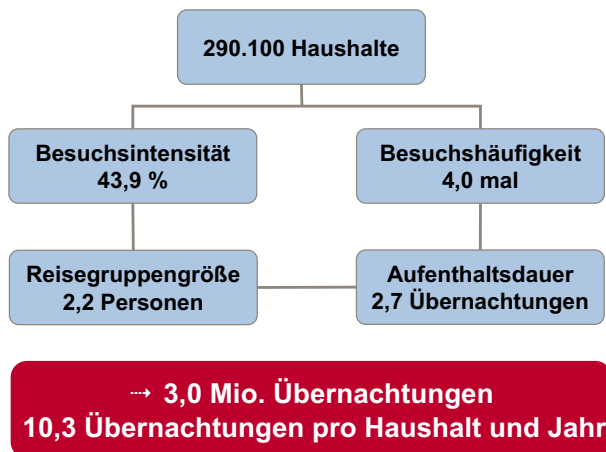 290.100 Haushalte
Besuchsintensität
43,9 %
Besuchshäufigkeit
4,0 mal
Reisegruppengröße
2,2 Personen
Aufenthaltsdauer
2,7 Übernachtungen
⤑ 3,0 Mio. Übernachtungen
10,3 Übernachtungen pro Haushalt und Jahr